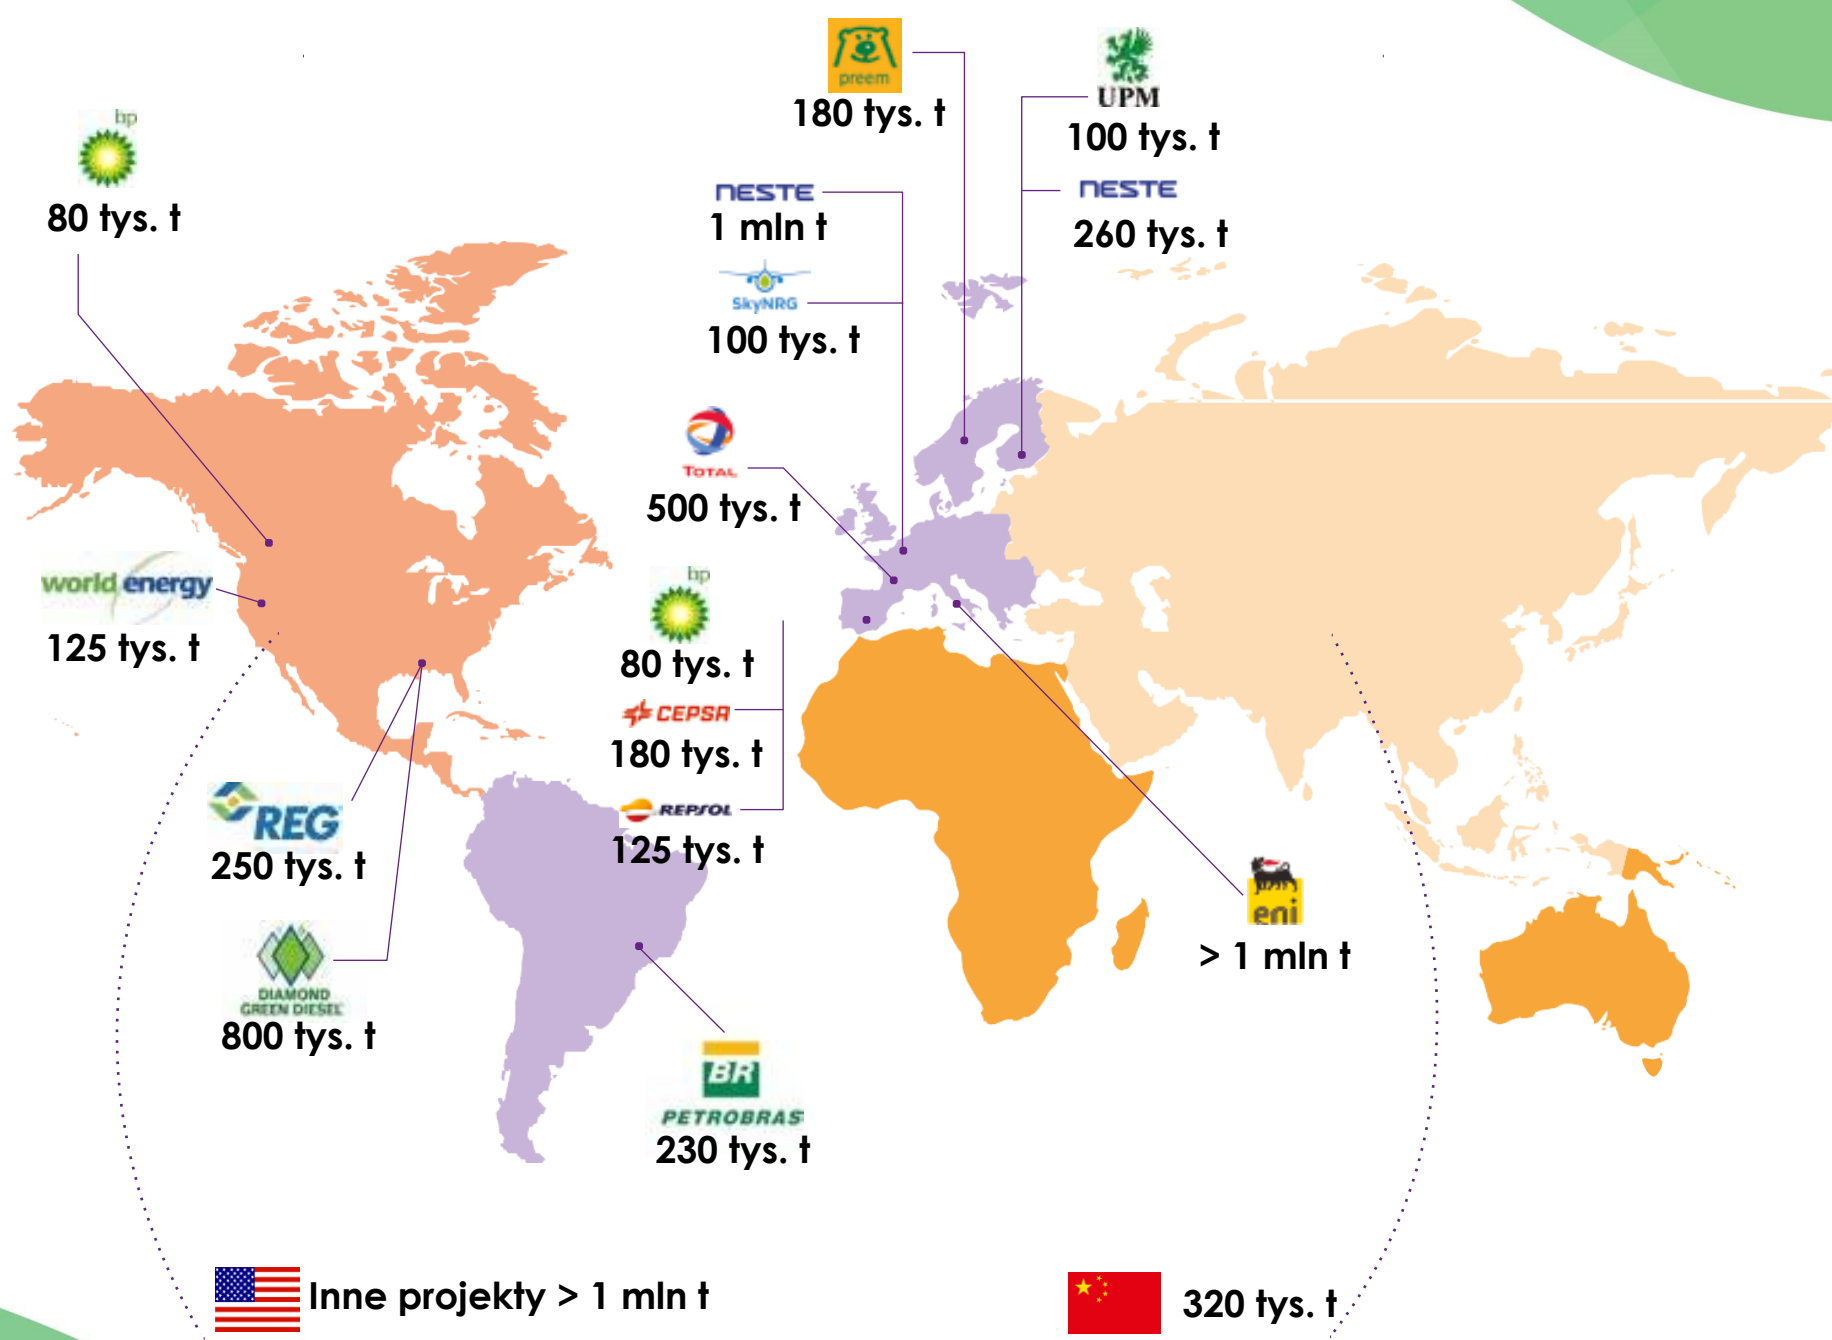 preem
180 tys. t
UPM
100 tys. t
bp
80 tys. t
NESTE
1 mln t
NESTE
260 tys. t
SkyNRG
100 tys. t
TOTAL
500 tys. t
world energy
125 tys. t
bp
80 tys. t
CEPSA
180 tys. t
REPSOL
125 tys. t
REG
250 tys. t
eni
> 1 mln t
DIAMOND
GREEN DIESEL
800 tys. t
BR
PETROBRAS
230 tys. t
Inne projekty > 1 mln t
320 tys. t